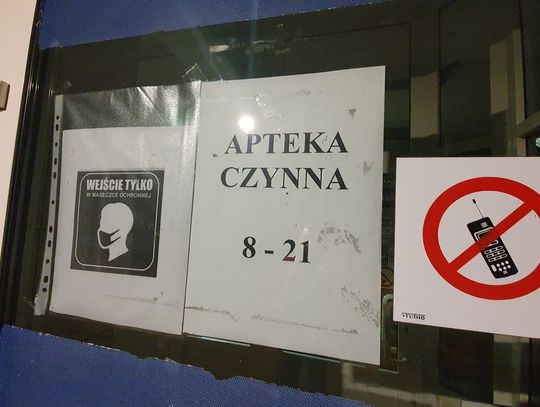 WEJŚCIE TYLKO
W MASECZCE OCHRONNEJ
APTEKA
CZYNNA
8 - 21
STUDIO